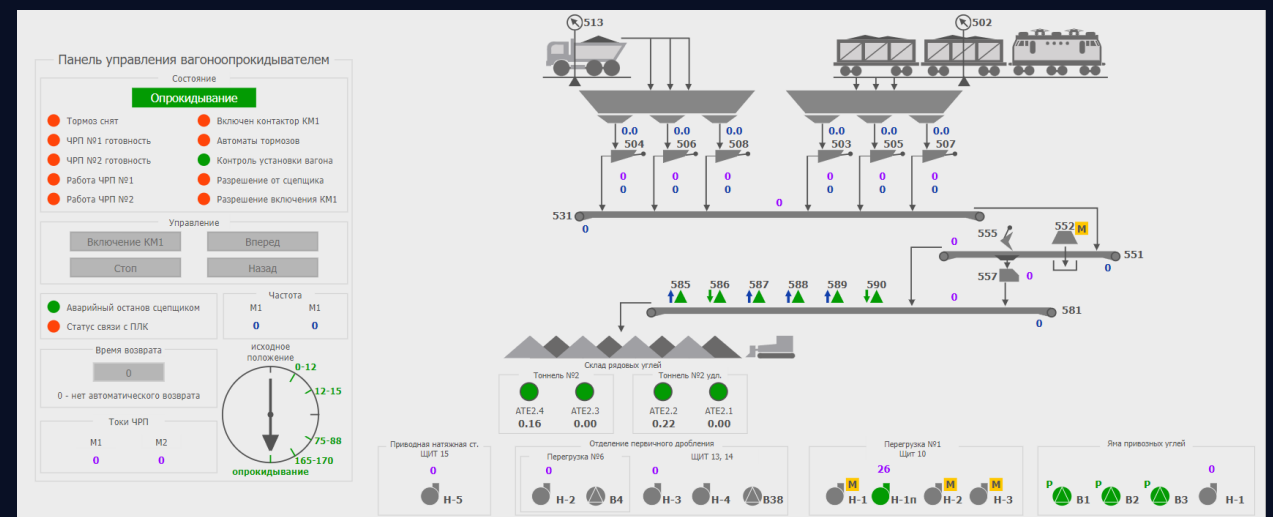 513
502
Панель управления вагоноопрокидывателем
Состояние
Опрокидывание
Тормоз снят
Включен контактор КМ1
ЧРП №1 готовность
Автоматы тормозов
ЧРП №2 готовность
Контроль установки вагона
Работа ЧРП №1
Разрешение от сцепщика
Работа ЧРП №2
Разрешение включения КМ1
Управление
Включение КМ1
Вперед
Стоп
Назад
Аварийный останов сцепщиком
Статус связи с ПЛК
Частота
М1 М1
0 0
Время возврата
0
0 - нет автоматического возврата
исходное
положение
0-12
12-15
75-88
165-170
опрокидывание
Токи ЧРП
М1 М2
0 0
0.0 0.0 0.0 0.0 0.0 0.0
504 506 508 503 505 507
0 0 0 0 0 0
0 0 0 0 0 0
0
531
0
555
552 М
0
551
0
557 0
0
585 586 587 588 589 590
581
0
Склад рядовых углей
Тоннель №2
АТЕ2.4 АТЕ2.3
0.16 0.00
Тоннель №2 удл.
АТЕ2.2 АТЕ2.1
0.22 0.00
Приводная натяжная ст.
ЩИТ 15
0
Н-5
Отделение первичного дробления
Перегрузка №6
ЩИТ 13, 14
0 0
Н-2 В4 Н-3 Н-4 В38
Перегрузка №1
Щит 10
26
М М М
Н-1 Н-1п Н-2 Н-3
Яма привозных углей
0
Р Р Р
В1 В2 В3 Н-1